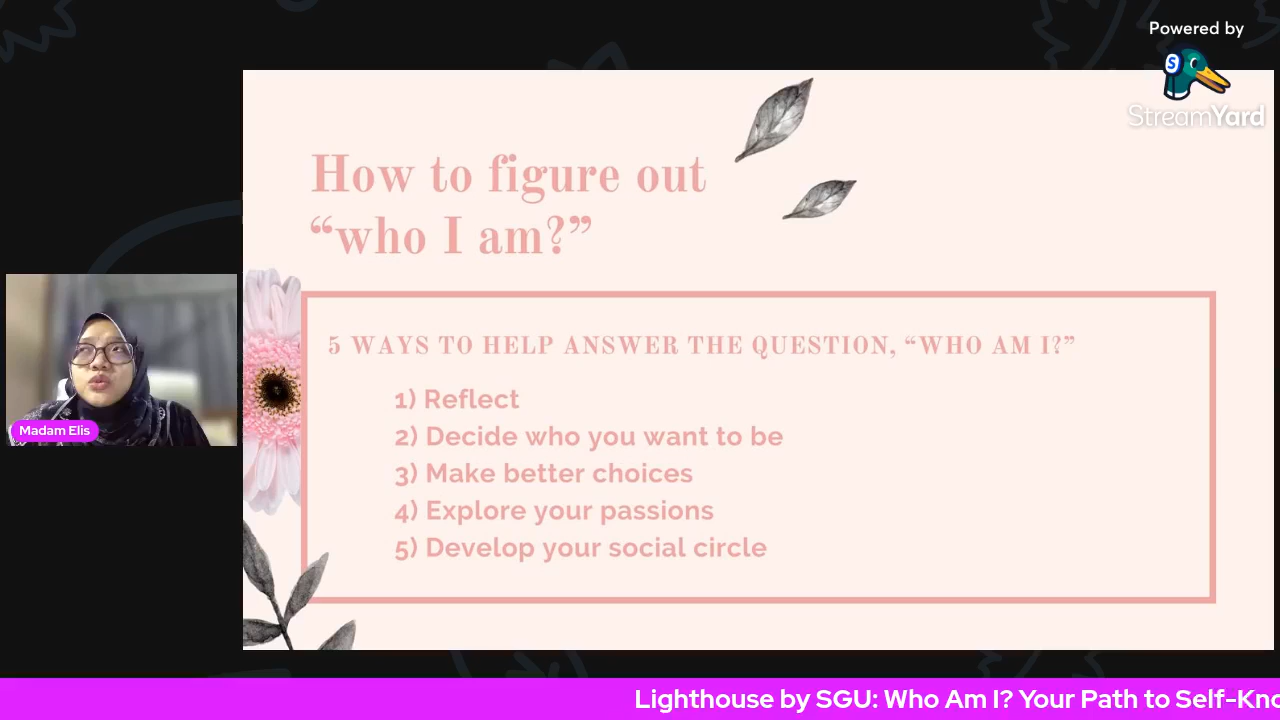 Powered by
StreamYard
How to figure out
“who I am?”
5 WAYS TO HELP ANSWER THE QUESTION, “WHO AM I?”
1) Reflect
2) Decide who you want to be
3) Make better choices
4) Explore your passions
5) Develop your social circle
Madam Elis
Lighthouse by SGU: Who Am I? Your Path to